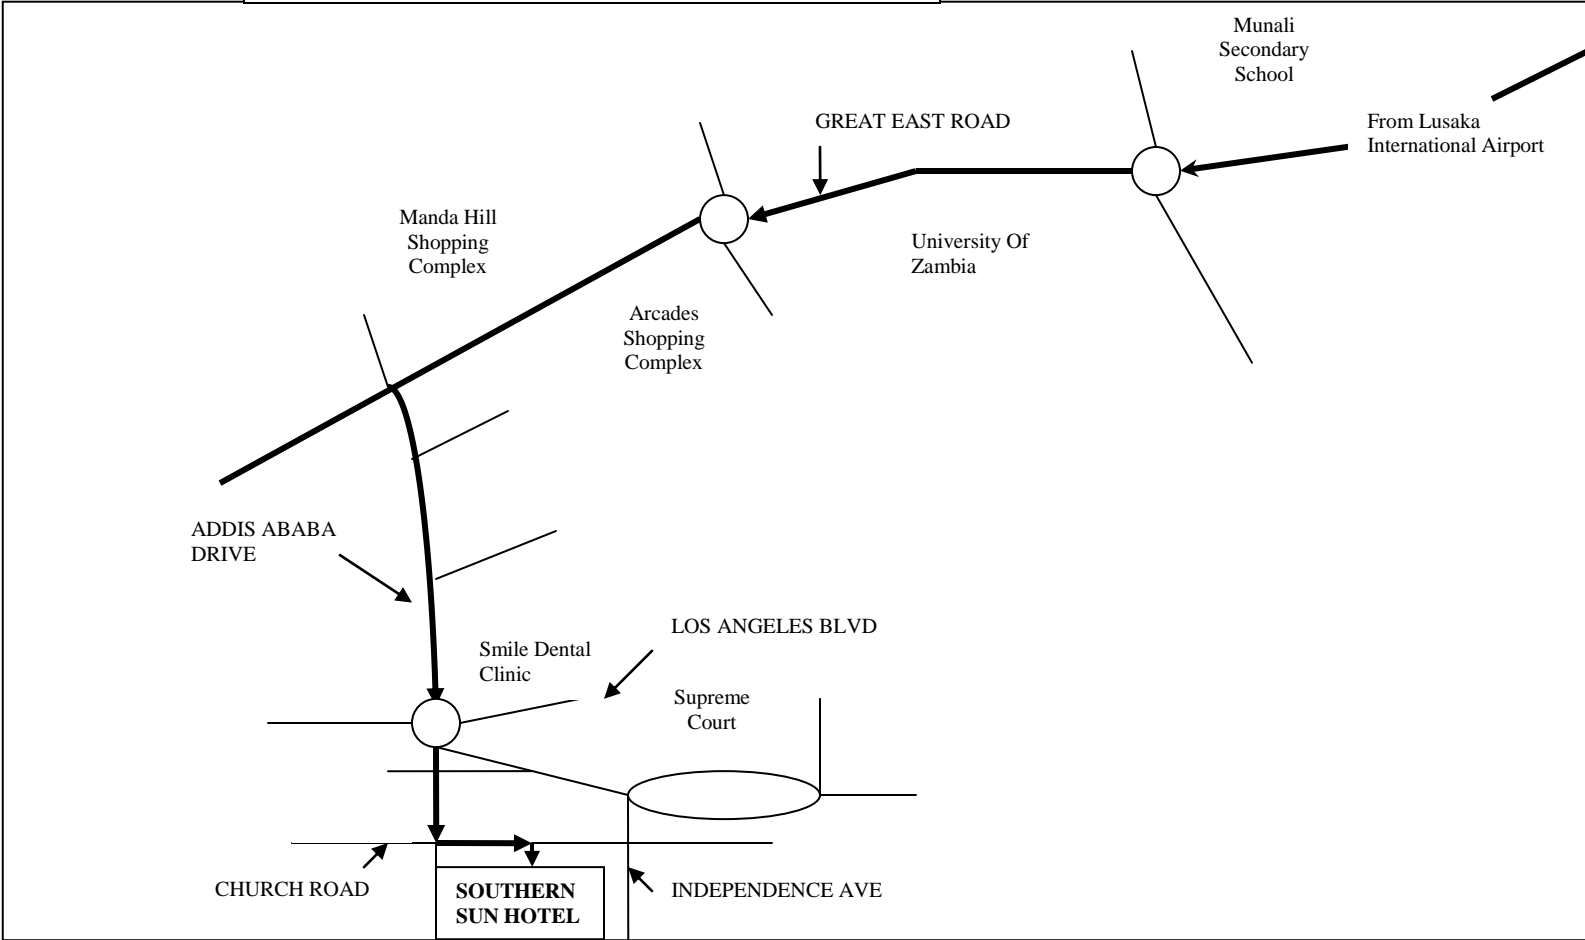 Munali
Secondary
School
GREAT EAST ROAD
From Lusaka
International Airport
Manda Hill
Shopping
Complex
University Of
Zambia
Arcades
Shopping
Complex
ADDIS ABABA
DRIVE
LOS ANGELES BLVD
Smile Dental
Clinic
Supreme
Court
CHURCH ROAD
SOUTHERN
SUN HOTEL
INDEPENDENCE AVE